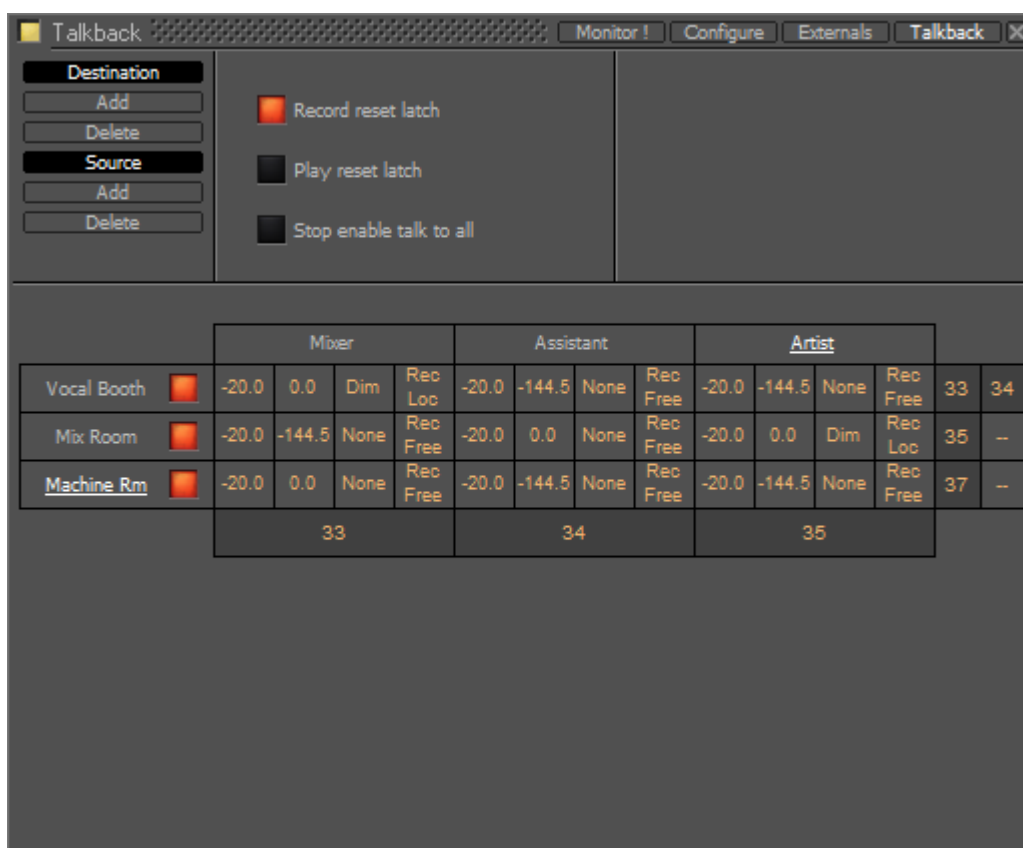 Talkback Monitor ! Configure Externals Talkback X
Destination
Add
Delete
Source
Add
Delete
Record reset latch
Play reset latch
Stop enable talk to all
Mixer Assistant Artist
Vocal Booth -20.0 0.0 Dim Rec Loc -20.0 -144.5 None Rec Free -20.0 -144.5 None Rec Free 33 34
Mix Room -20.0 -144.5 None Rec Free -20.0 0.0 None Rec Free -20.0 0.0 Dim Rec Loc 35 --
Machine Rm -20.0 0.0 None Rec Free -20.0 -144.5 None Rec Free -20.0 -144.5 None Rec Free 37 --
33 34 35